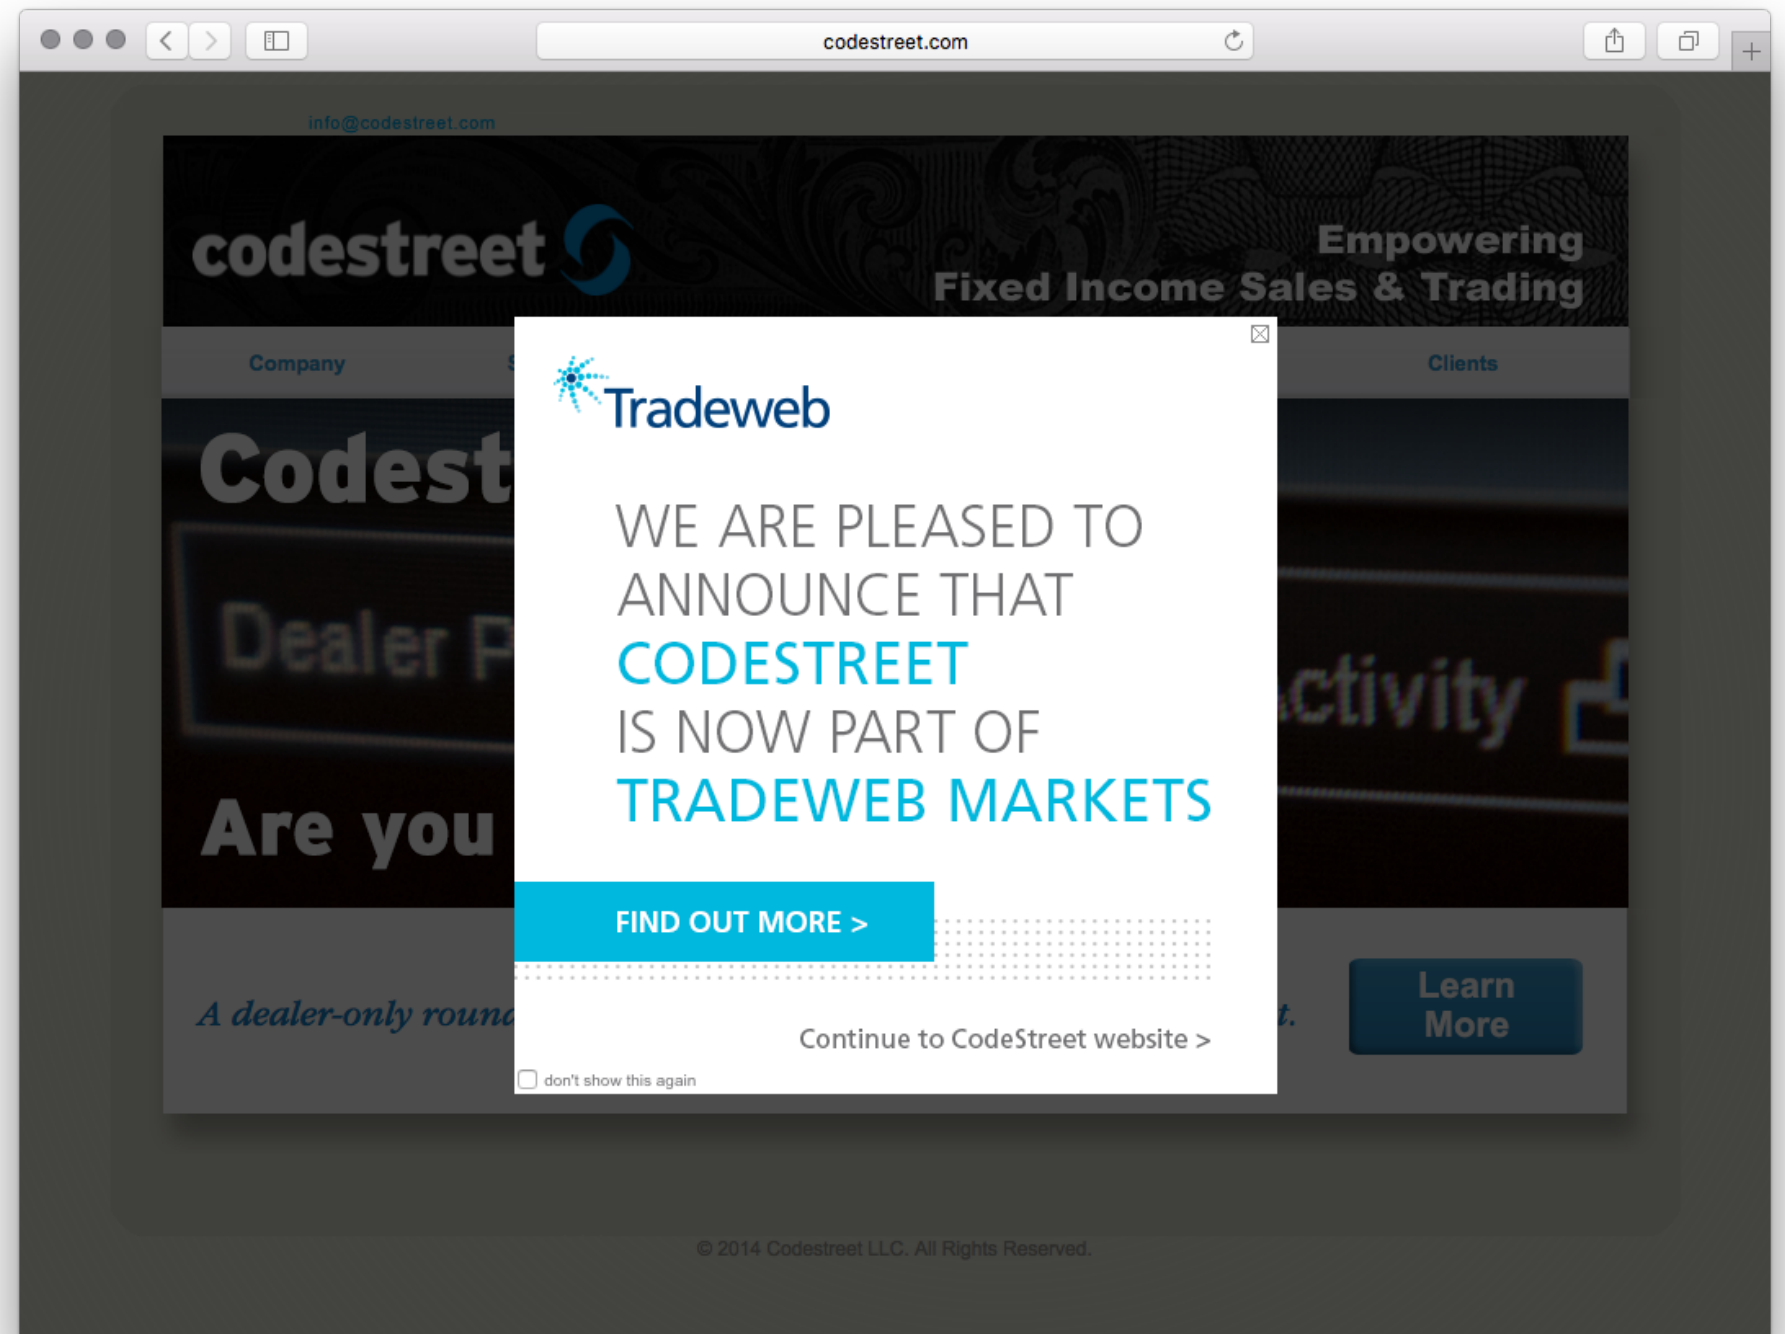 codestreet.com
info@codestreet.com
codestreet
Empowering
Fixed Income Sales & Trading
Company
Clients
Tradeweb
Codest
WE ARE PLEASED TO
ANNOUNCE THAT
CODESTREET
IS NOW PART OF
TRADEWEB MARKETS
Dealer P
ctivity
Are you
FIND OUT MORE >
A dealer-only roun
t.
Learn
More
Continue to CodeStreet website >
don't show this again
© 2014 Codestreet LLC. All Rights Reserved.